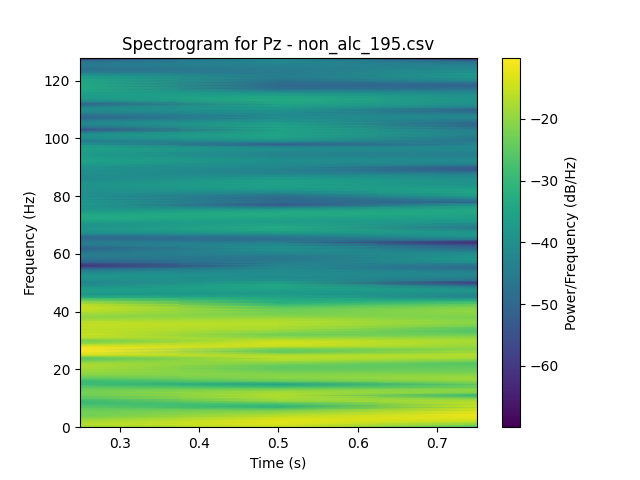 Spectrogram for Pz - non_alc_195.csv
120
100
80
60
40
20
0
Frequency (Hz)
0.3 0.4 0.5 0.6 0.7
Time (s)
−20
−30
−40
−50
−60
Power/Frequency (dB/Hz)